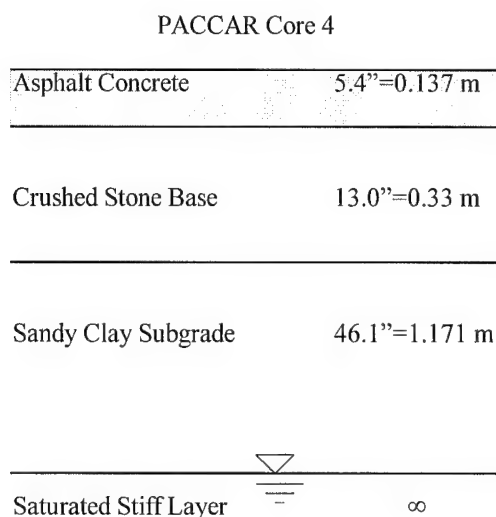 PACCAR Core 4
Asphalt Concrete 5.4”=0.137 m
Crushed Stone Base 13.0”=0.33 m
Sandy Clay Subgrade 46.1”=1.171 m
Saturated Stiff Layer ∞